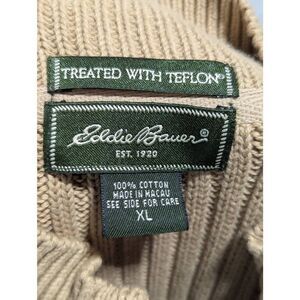 TREATED WITH TEFLON®
Eddie Bauer®
EST. 1920
100% COTTON
MADE IN MACAU
SEE SIDE FOR CARE
XL